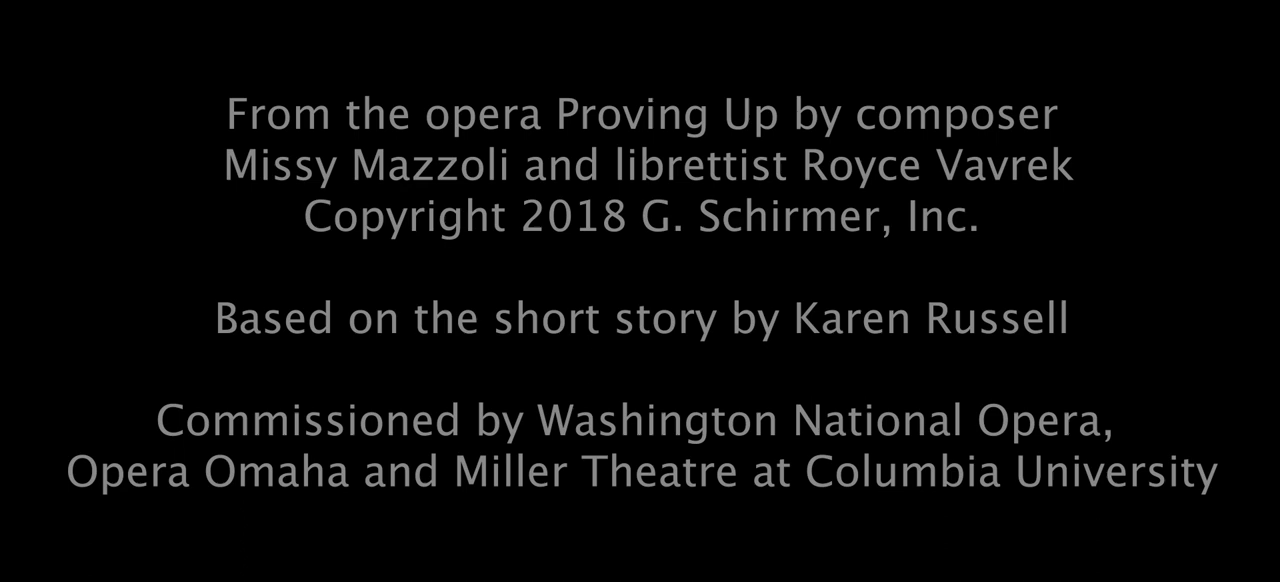 From the opera Proving Up by composer
Missy Mazzoli and librettist Royce Vavrek
Copyright 2018 G. Schirmer, Inc.
Based on the short story by Karen Russell
Commissioned by Washington National Opera,
Opera Omaha and Miller Theatre at Columbia University